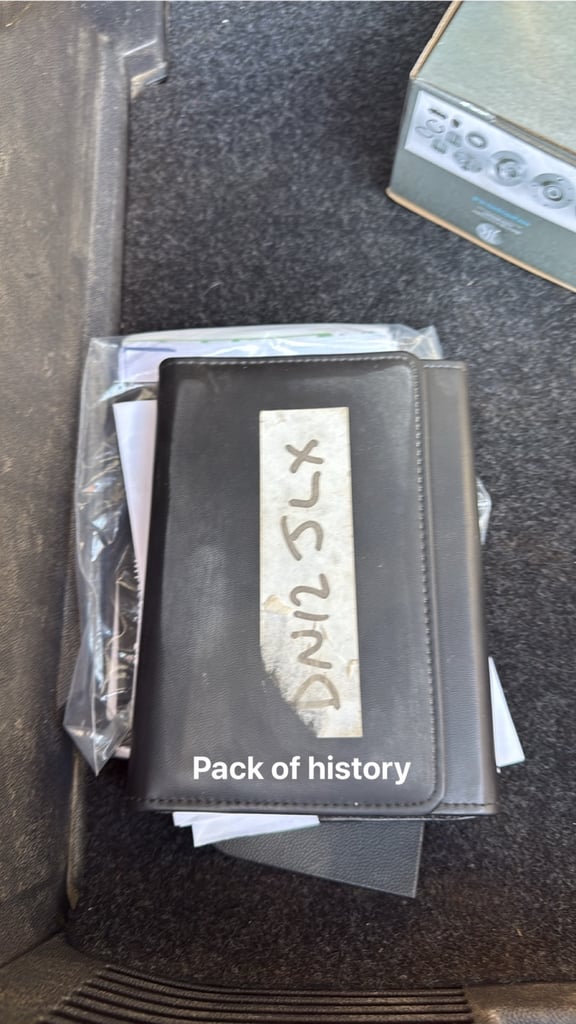 DN12 JLX
Pack of history